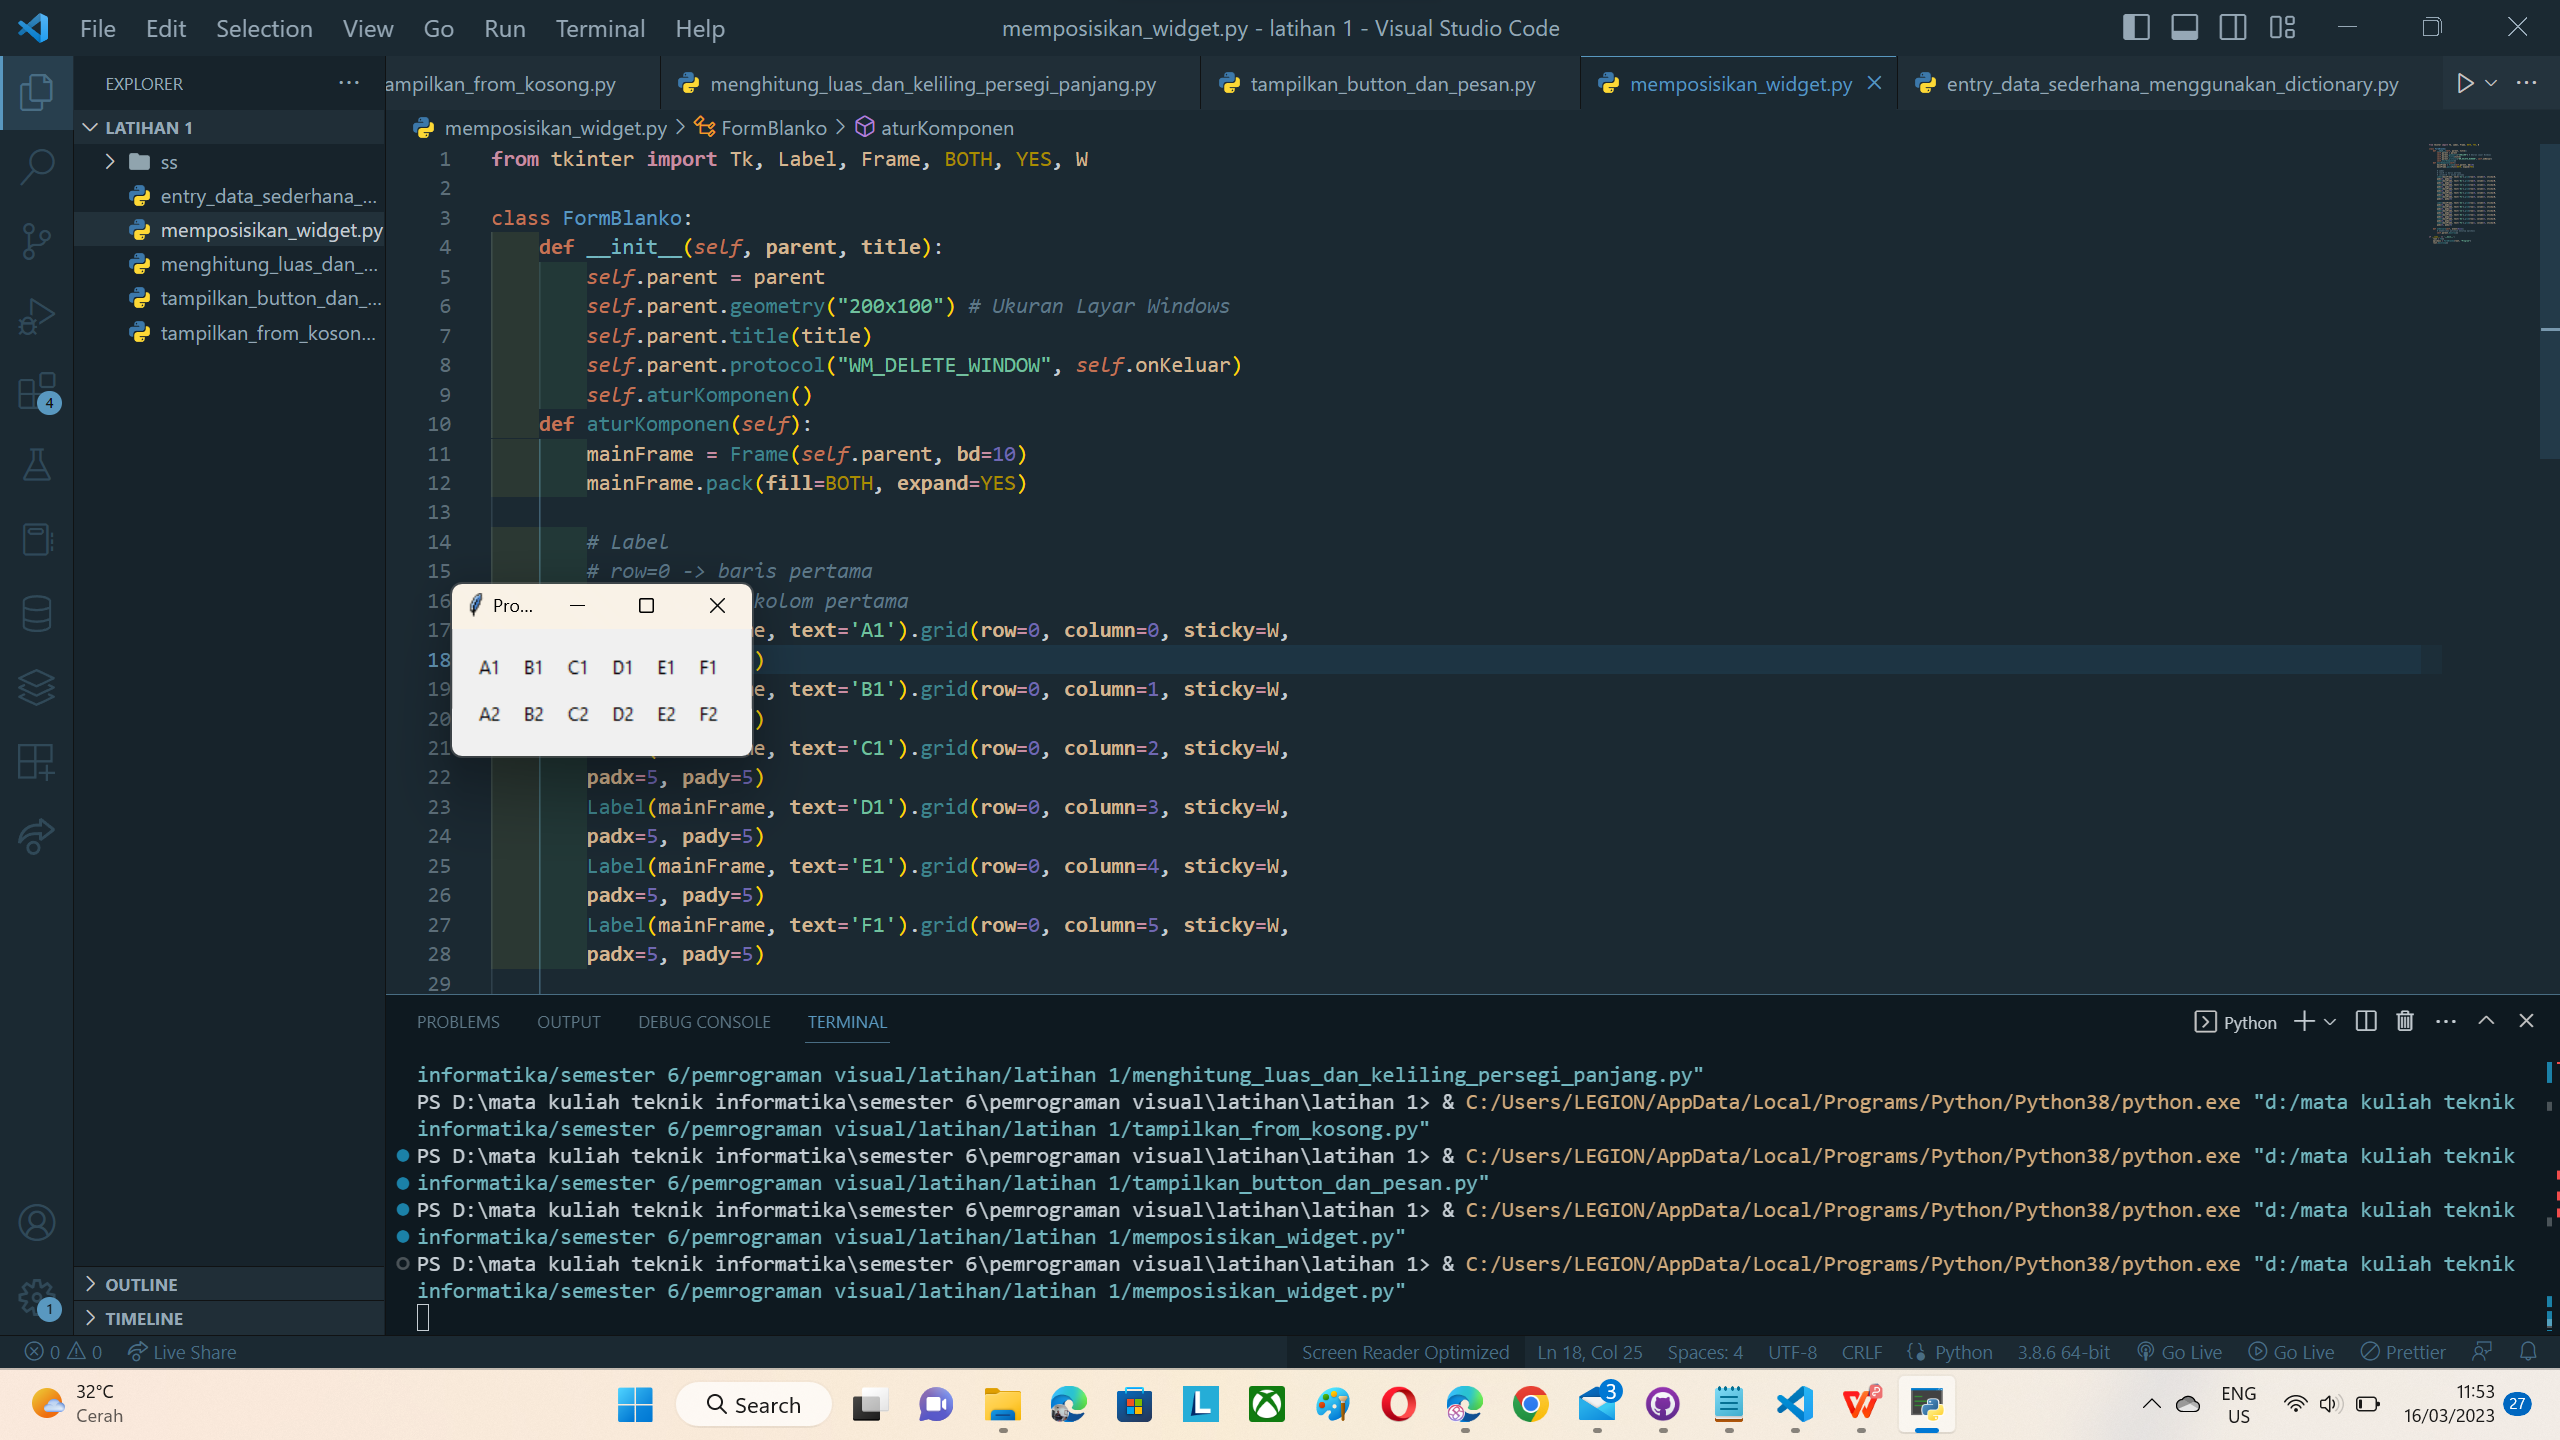 File Edit Selection View Go Run Terminal Help
memposisikan_widget.py - latihan 1 - Visual Studio Code
EXPLORER
ampilkan_from_kosong.py
menghitung_luas_dan_keliling_persegi_panjang.py
tampilkan_button_dan_pesan.py
memposisikan_widget.py
entry_data_sederhana_menggunakan_dictionary.py
LATIHAN 1
ss
entry_data_sederhana_...
memposisikan_widget.py
menghitung_luas_dan_...
tampilkan_button_dan_...
tampilkan_from_koson...
memposisikan_widget.py > FormBlanko > aturKomponen
1 from tkinter import Tk, Label, Frame, BOTH, YES, W
2
3 class FormBlanko:
4 def __init__(self, parent, title):
5 self.parent = parent
6 self.parent.geometry("200x100") # Ukuran Layar Windows
7 self.parent.title(title)
8 self.parent.protocol("WM_DELETE_WINDOW", self.onKeluar)
9 self.aturKomponen()
10 def aturKomponen(self):
11 mainFrame = Frame(self.parent, bd=10)
12 mainFrame.pack(fill=BOTH, expand=YES)
13
14 # Label
15 # row=0 -> baris pertama
16 kolom pertama
17 e, text='A1').grid(row=0, column=0, sticky=W,
18 )
19 e, text='B1').grid(row=0, column=1, sticky=W,
20 )
21 e, text='C1').grid(row=0, column=2, sticky=W,
22 padx=5, pady=5)
23 Label(mainFrame, text='D1').grid(row=0, column=3, sticky=W,
24 padx=5, pady=5)
25 Label(mainFrame, text='E1').grid(row=0, column=4, sticky=W,
26 padx=5, pady=5)
27 Label(mainFrame, text='F1').grid(row=0, column=5, sticky=W,
28 padx=5, pady=5)
29
Pro...
A1 B1 C1 D1 E1 F1
A2 B2 C2 D2 E2 F2
4
1
OUTLINE
TIMELINE
PROBLEMS OUTPUT DEBUG CONSOLE TERMINAL
Python
informatika/semester 6/pemrograman visual/latihan/latihan 1/menghitung_luas_dan_keliling_persegi_panjang.py"
PS D:\mata kuliah teknik informatika\semester 6\pemrograman visual\latihan\latihan 1> & C:/Users/LEGION/AppData/Local/Programs/Python/Python38/python.exe "d:/mata kuliah teknik
informatika/semester 6/pemrograman visual/latihan/latihan 1/tampilkan_from_kosong.py"
PS D:\mata kuliah teknik informatika\semester 6\pemrograman visual\latihan\latihan 1> & C:/Users/LEGION/AppData/Local/Programs/Python/Python38/python.exe "d:/mata kuliah teknik
informatika/semester 6/pemrograman visual/latihan/latihan 1/tampilkan_button_dan_pesan.py"
PS D:\mata kuliah teknik informatika\semester 6\pemrograman visual\latihan\latihan 1> & C:/Users/LEGION/AppData/Local/Programs/Python/Python38/python.exe "d:/mata kuliah teknik
informatika/semester 6/pemrograman visual/latihan/latihan 1/memposisikan_widget.py"
PS D:\mata kuliah teknik informatika\semester 6\pemrograman visual\latihan\latihan 1> & C:/Users/LEGION/AppData/Local/Programs/Python/Python38/python.exe "d:/mata kuliah teknik
informatika/semester 6/pemrograman visual/latihan/latihan 1/memposisikan_widget.py"
0 0 Live Share
Screen Reader Optimized Ln 18, Col 25 Spaces: 4 UTF-8 CRLF Python 3.8.6 64-bit Go Live Go Live Prettier
32°C
Cerah
Search
3
ENG
US
11:53
16/03/2023
27